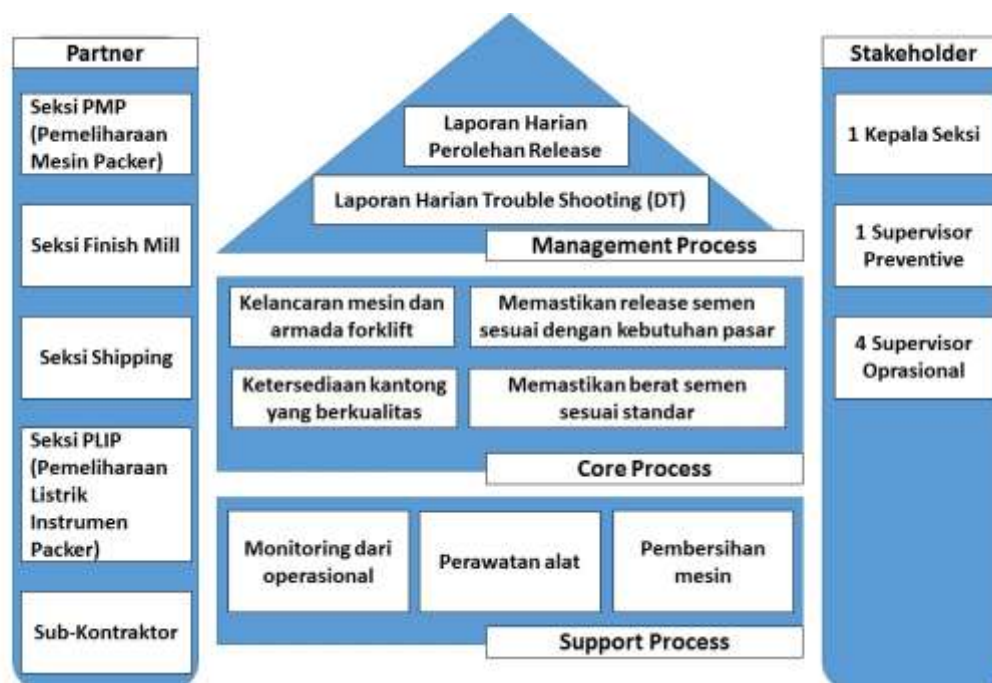 Partner
Seksi PMP
(Pemeliharaan
Mesin Packer)
Seksi Finish Mill
Seksi Shipping
Seksi PLIP
(Pemeliharaan
Listrik
Instrumen
Packer)
Sub-Kontraktor
Laporan Harian
Perolehan Release
Laporan Harian Trouble Shooting (DT)
Management Process
Kelancaran mesin dan
armada forklift
Memastikan release semen
sesuai dengan kebutuhan pasar
Ketersediaan kantong
yang berkualitas
Memastikan berat semen
sesuai standar
Core Process
Monitoring dari
operasional
Perawatan alat
Pembersihan
mesin
Support Process
Stakeholder
1 Kepala Seksi
1 Supervisor
Preventive
4 Supervisor
Oprasional